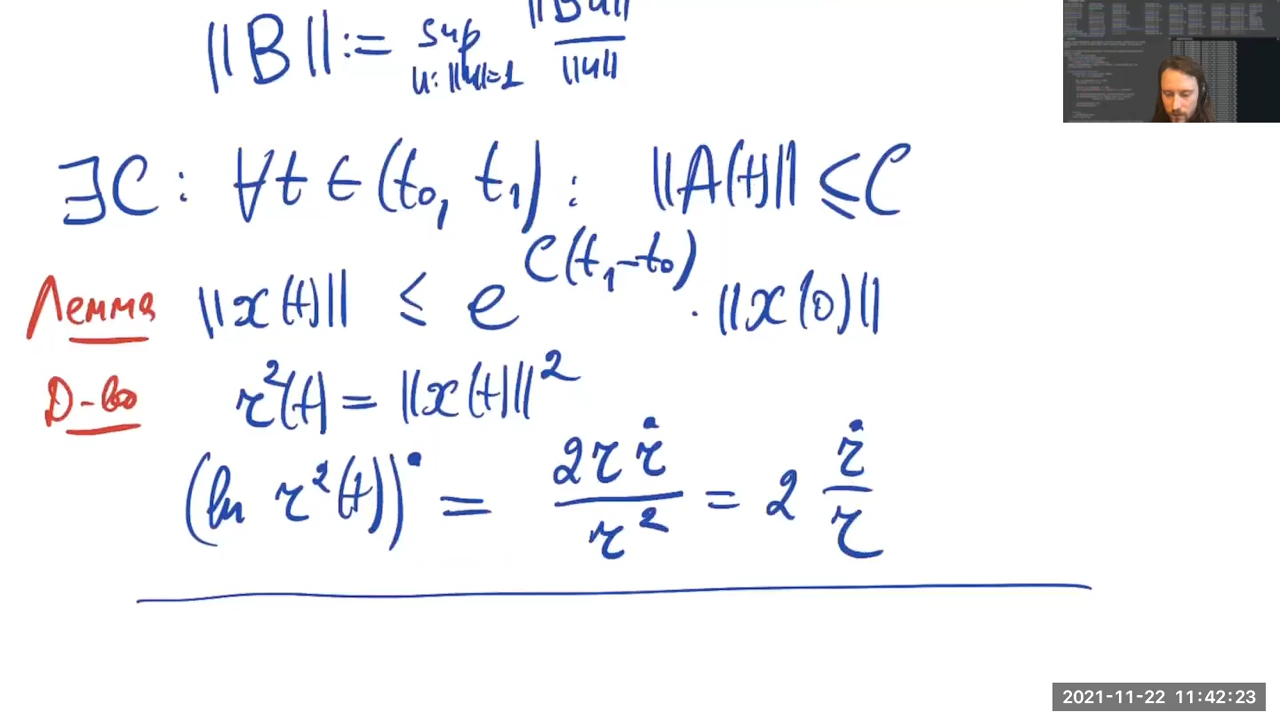 ||B|| := sup u: ||u||=1 ||Bu|| / ||u||
∃C : ∀t ∈ (t₀, t₁) : ||A(t)|| ≤ C
Лемма ||x(t)|| ≤ e^{C(t₁-t₀)} · ||x(0)||
Д-во r²(t) = ||x(t)||²
(ln r²(t))˙ = 2rṙ / r² = 2 ṙ / r
2021-11-22 11:42:23